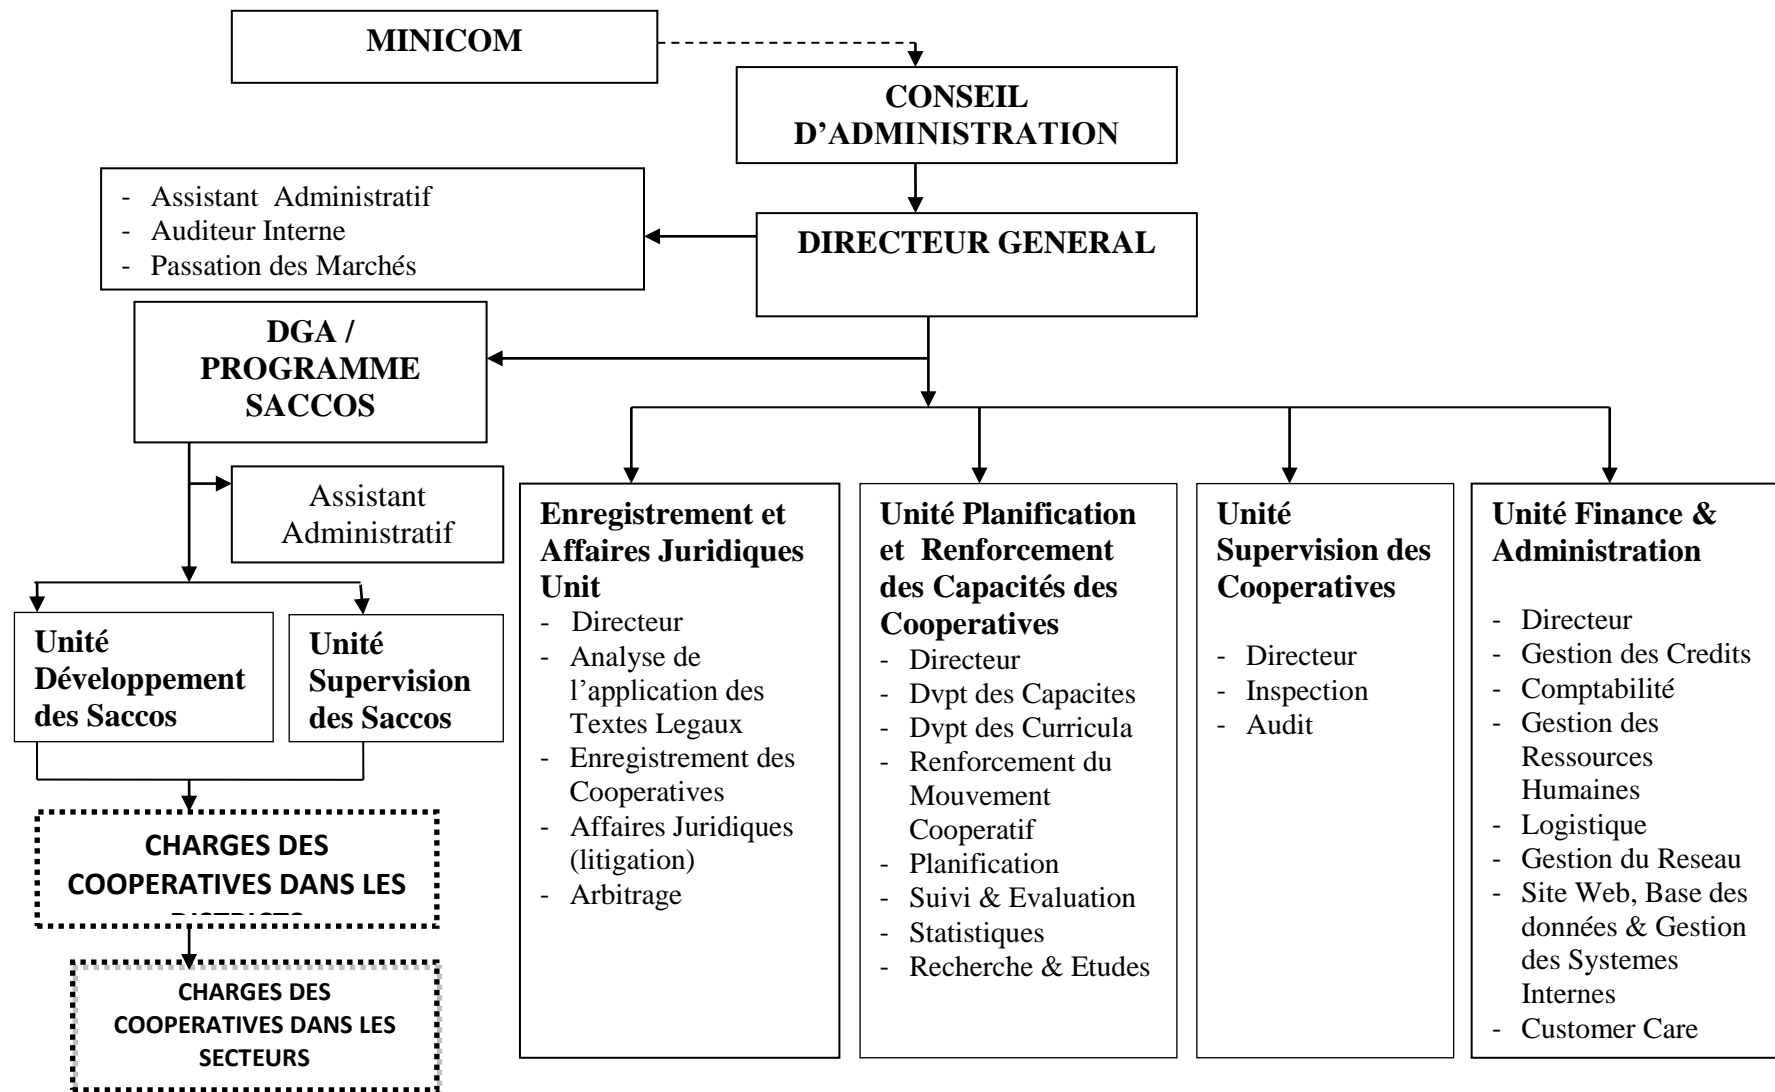 MINICOM
CONSEIL
D’ADMINISTRATION
- Assistant Administratif
- Auditeur Interne
- Passation des Marchés
DIRECTEUR GENERAL
DGA /
PROGRAMME
SACCOS
Assistant
Administratif
Unité
Développement
des Saccos
Unité
Supervision
des Saccos
CHARGES DES
COOPERATIVES DANS LES
DISTRICTS
CHARGES DES
COOPERATIVES DANS LES
SECTEURS
Enregistrement et
Affaires Juridiques
Unit
- Directeur
- Analyse de
l’application des
Textes Legaux
- Enregistrement des
Cooperatives
- Affaires Juridiques
(litigation)
- Arbitrage
Unité Planification
et Renforcement
des Capacités des
Cooperatives
- Directeur
- Dvpt des Capacites
- Dvpt des Curricula
- Renforcement du
Mouvement
Cooperatif
- Planification
- Suivi & Evaluation
- Statistiques
- Recherche & Etudes
Unité
Supervision des
Cooperatives
- Directeur
- Inspection
- Audit
Unité Finance &
Administration
- Directeur
- Gestion des Credits
- Comptabilité
- Gestion des
Ressources
Humaines
- Logistique
- Gestion du Reseau
- Site Web, Base des
données & Gestion
des Systemes
Internes
- Customer Care